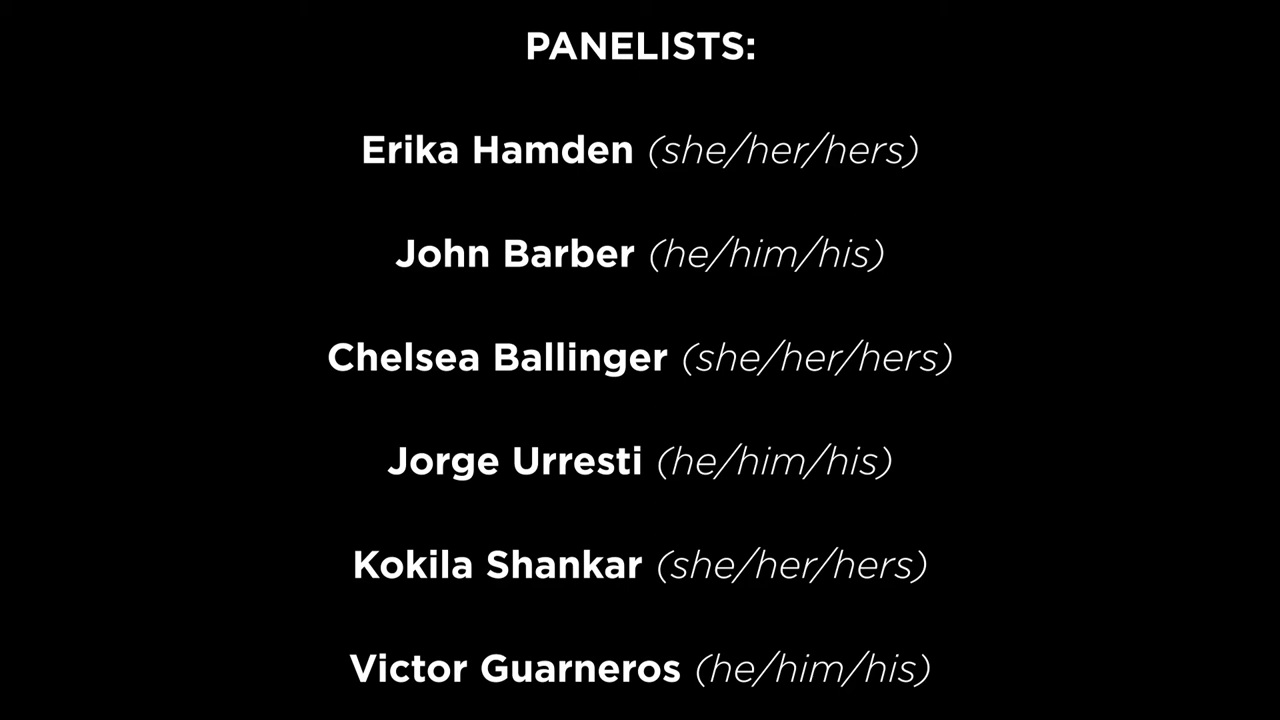 PANELISTS:
Erika Hamden (she/her/hers)
John Barber (he/him/his)
Chelsea Ballinger (she/her/hers)
Jorge Urresti (he/him/his)
Kokila Shankar (she/her/hers)
Victor Guarneros (he/him/his)